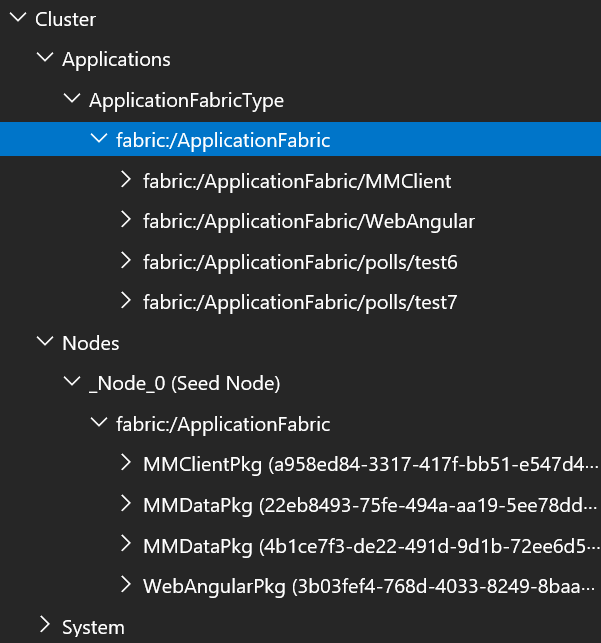 Cluster
Applications
ApplicationFabricType
fabric:/ApplicationFabric
fabric:/ApplicationFabric/MMClient
fabric:/ApplicationFabric/WebAngular
fabric:/ApplicationFabric/polls/test6
fabric:/ApplicationFabric/polls/test7
Nodes
_Node_0 (Seed Node)
fabric:/ApplicationFabric
MMClientPkg (a958ed84-3317-417f-bb51-e547d4...
MMDataPkg (22eb8493-75fe-494a-aa19-5ee78dd...
MMDataPkg (4b1ce7f3-de22-491d-9d1b-72ee6d5...
WebAngularPkg (3b03fef4-768d-4033-8249-8baa...
System